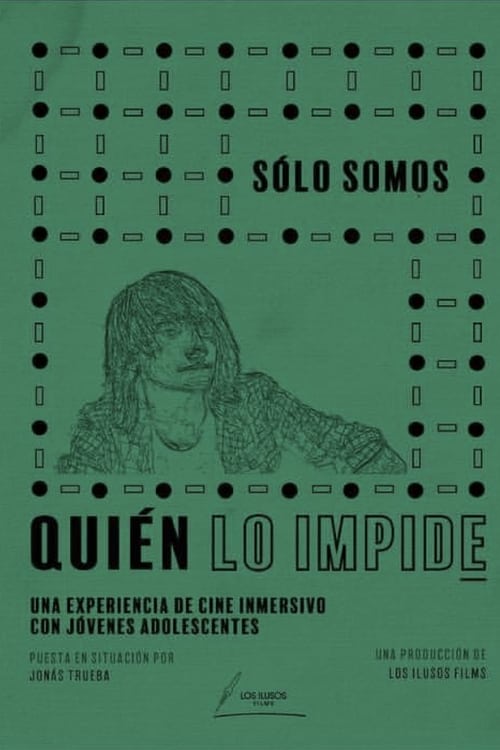 SÓLO SOMOS
QUIÉN LO IMPIDE
UNA EXPERIENCIA DE CINE INMERSIVO
CON JÓVENES ADOLESCENTES
PUESTA EN SITUACIÓN POR
JONÁS TRUEBA
UNA PRODUCCIÓN DE
LOS ILUSOS FILMS
LOS ILUSOS
FILMS